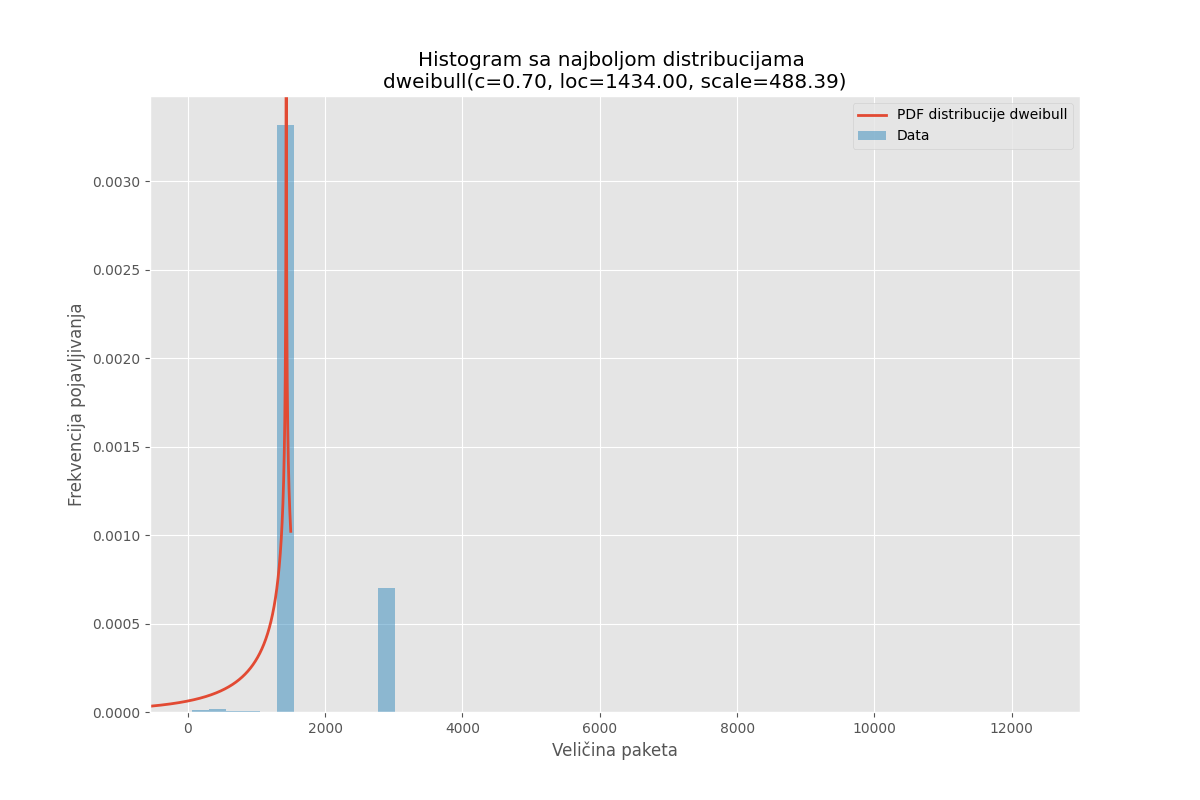 Histogram sa najboljom distribucijama
dweibull(c=0.70, loc=1434.00, scale=488.39)
PDF distribucije dweibull
Data
Frekvencija pojavljivanja
0.0030
0.0025
0.0020
0.0015
0.0010
0.0005
0.0000
0 2000 4000 6000 8000 10000 12000
Veličina paketa